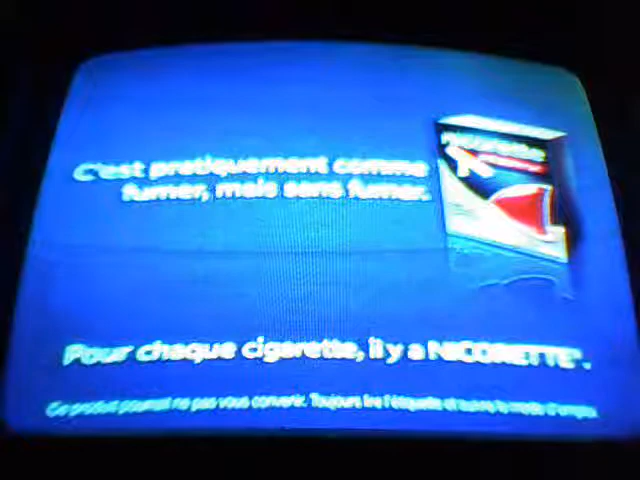 C'est pratiquement comme
fumer, mais sans fumer.
Pour chaque cigarette, il y a NICORETTE®.
Ce produit pourrait ne pas vous convenir. Toujours lire l'étiquette et suivre le mode d'emploi.